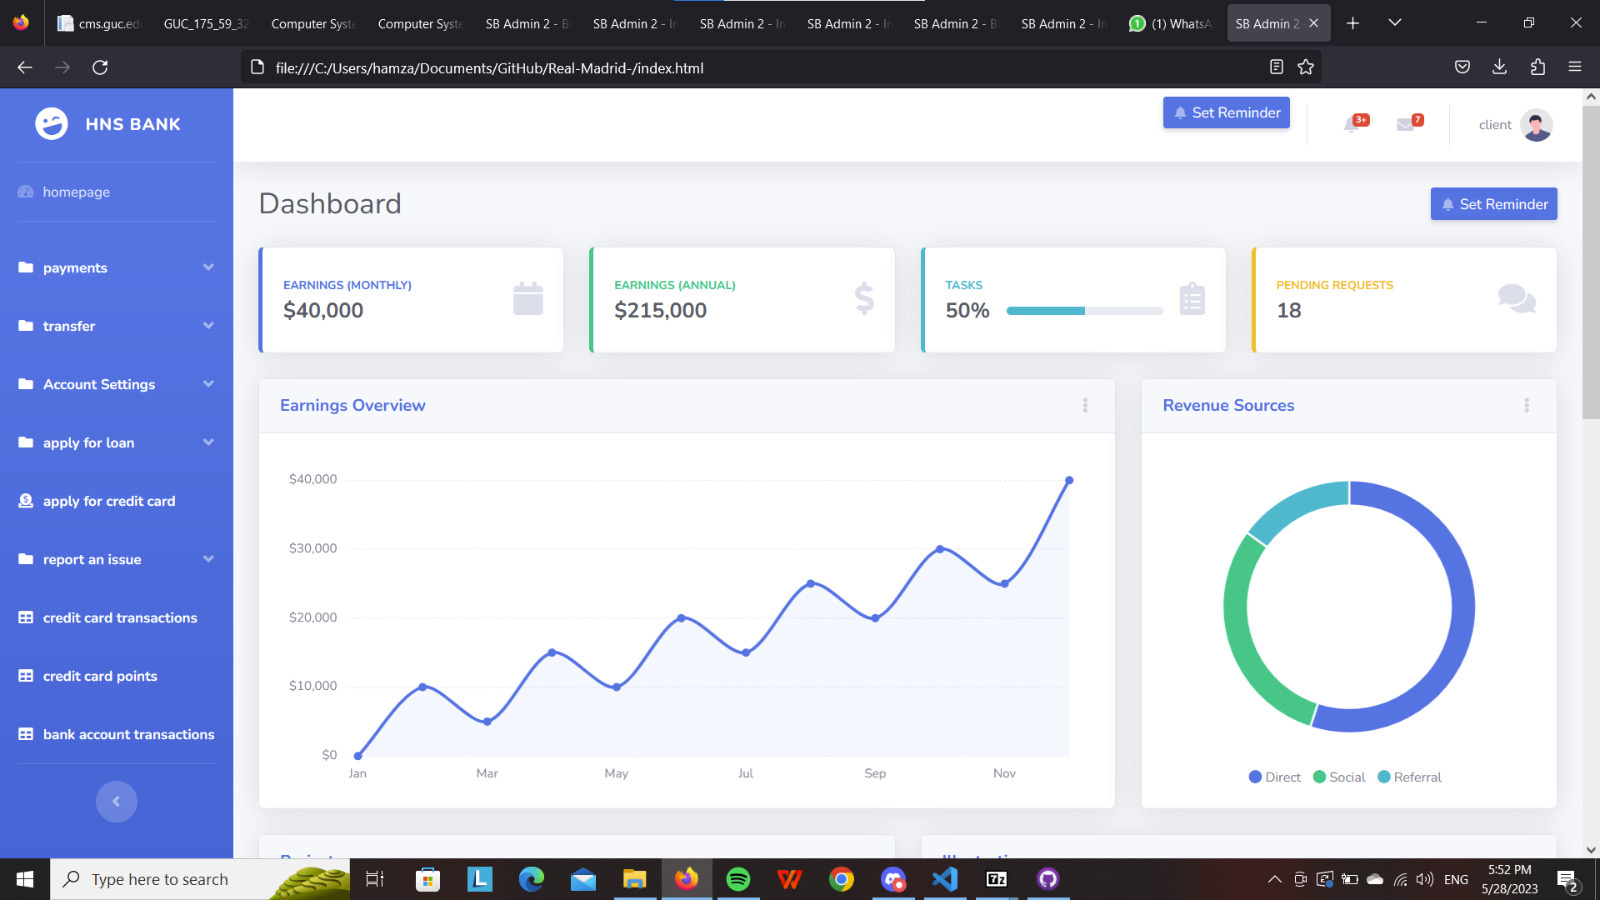 cms.guc.ed
GUC_175_59_32
Computer Syst
Computer Syst
SB Admin 2 - B
SB Admin 2 - In
SB Admin 2 - In
SB Admin 2 - In
SB Admin 2 - B
SB Admin 2 - In
(1) WhatsA
SB Admin 2
file:///C:/Users/hamza/Documents/GitHub/Real-Madrid-/index.html
HNS BANK
homepage
payments
transfer
Account Settings
apply for loan
apply for credit card
report an issue
credit card transactions
credit card points
bank account transactions
Set Reminder
3+
7
client
Dashboard
Set Reminder
EARNINGS (MONTHLY)
$40,000
EARNINGS (ANNUAL)
$215,000
TASKS
50%
PENDING REQUESTS
18
Earnings Overview
$40,000
$30,000
$20,000
$10,000
$0
Jan Mar May Jul Sep Nov
Revenue Sources
Direct Social Referral
Type here to search
ENG
5:52 PM
5/28/2023
2